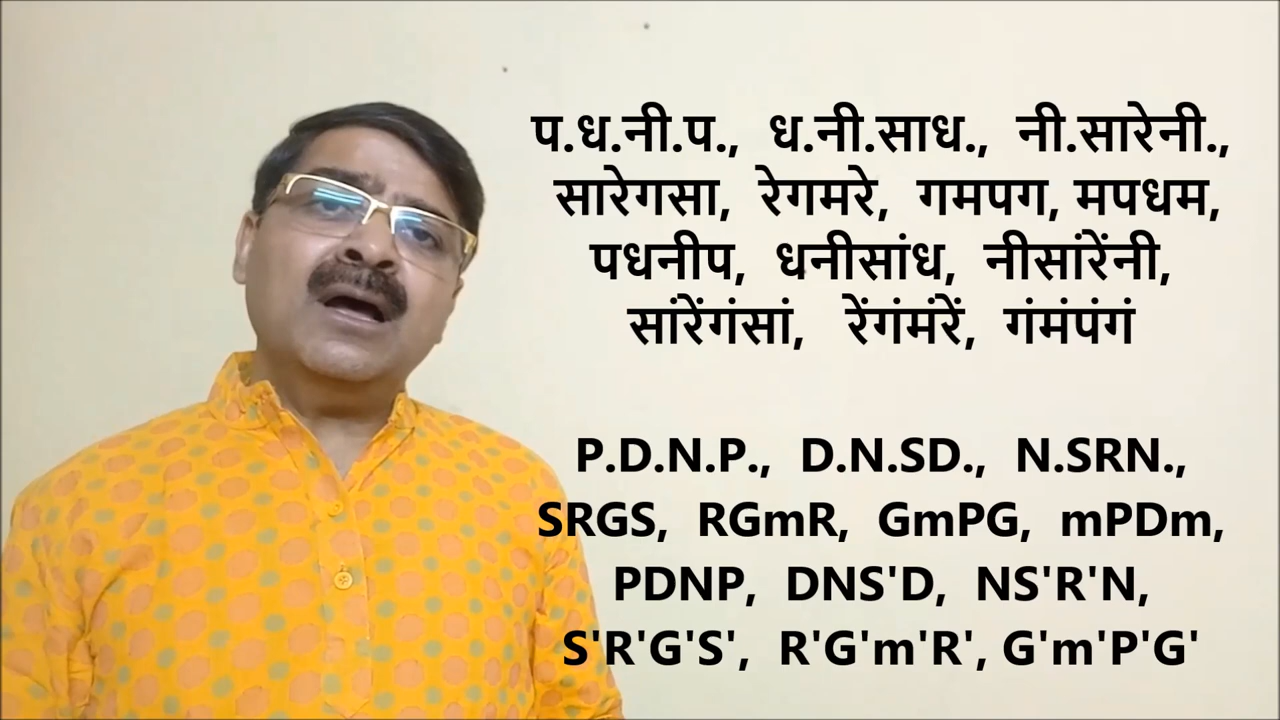 प.ध.नी.प., ध.नी.साध., नी.सारेनी.,
सारेगसा, रेगमरे, गमपग, मपधम,
पधनीप, धनीसांध, नीसांरेंनी,
सांरेंगंसां, रेंगंमंरें, गंमंपंगं
P.D.N.P., D.N.SD., N.SRN.,
SRGS, RGmR, GmPG, mPDm,
PDNP, DNS'D, NS'R'N,
S'R'G'S', R'G'm'R', G'm'P'G'